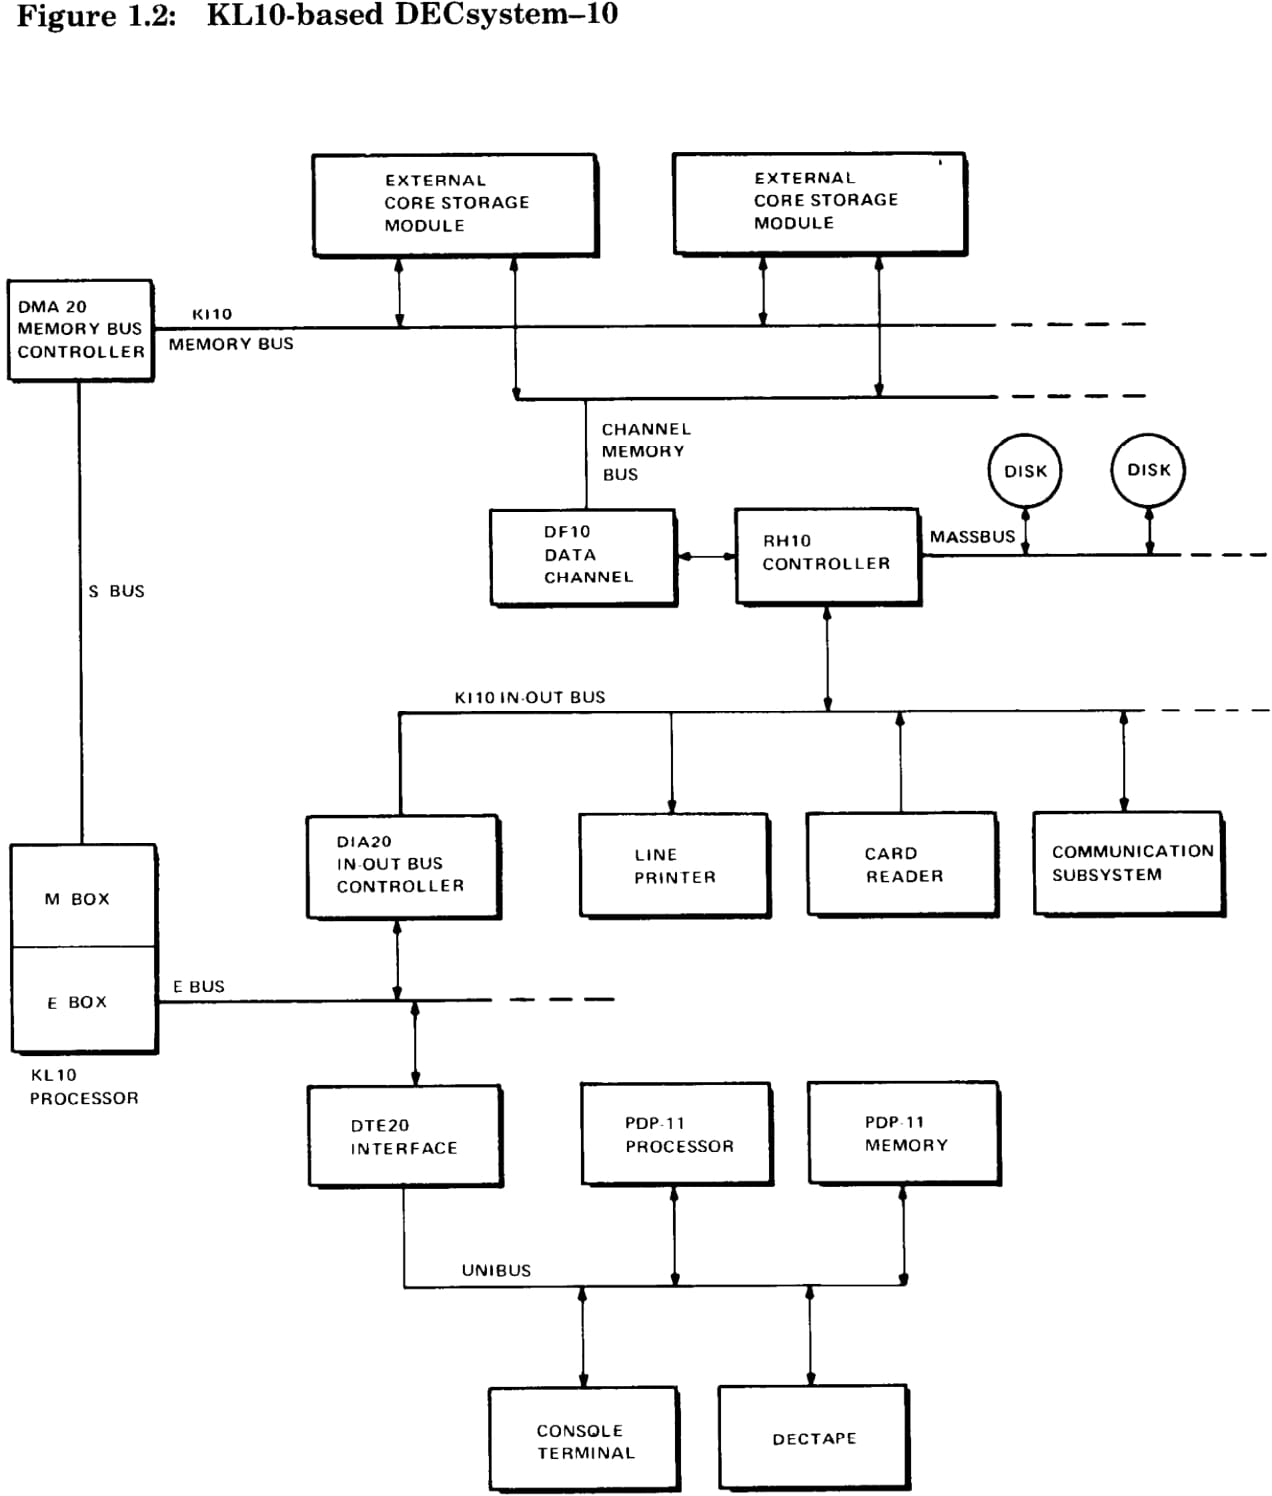 Figure 1.2: KL10-based DECsystem–10
EXTERNAL
CORE STORAGE
MODULE
EXTERNAL
CORE STORAGE
MODULE
DMA 20
MEMORY BUS
CONTROLLER
KI10
MEMORY BUS
CHANNEL
MEMORY
BUS
DISK
DISK
DF10
DATA
CHANNEL
RH10
CONTROLLER
MASSBUS
S BUS
KI10 IN-OUT BUS
DIA20
IN-OUT BUS
CONTROLLER
LINE
PRINTER
CARD
READER
COMMUNICATION
SUBSYSTEM
M BOX
E BOX
E BUS
KL10
PROCESSOR
DTE20
INTERFACE
PDP-11
PROCESSOR
PDP-11
MEMORY
UNIBUS
CONSOLE
TERMINAL
DECTAPE